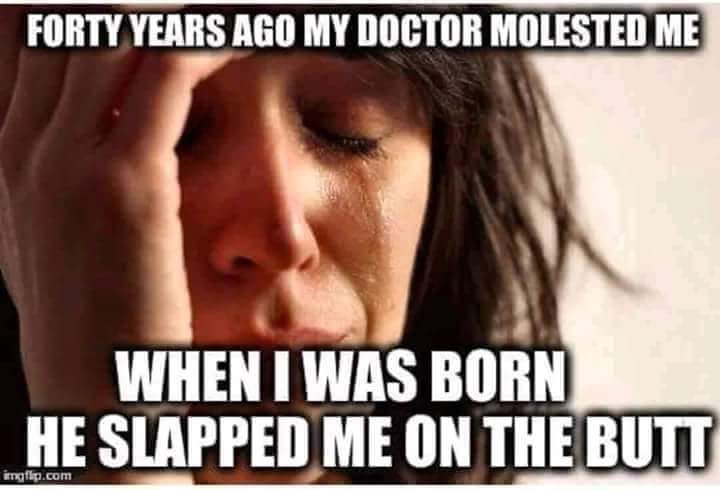 FORTY YEARS AGO MY DOCTOR MOLESTED ME
WHEN I WAS BORN
HE SLAPPED ME ON THE BUTT
imgflip.com